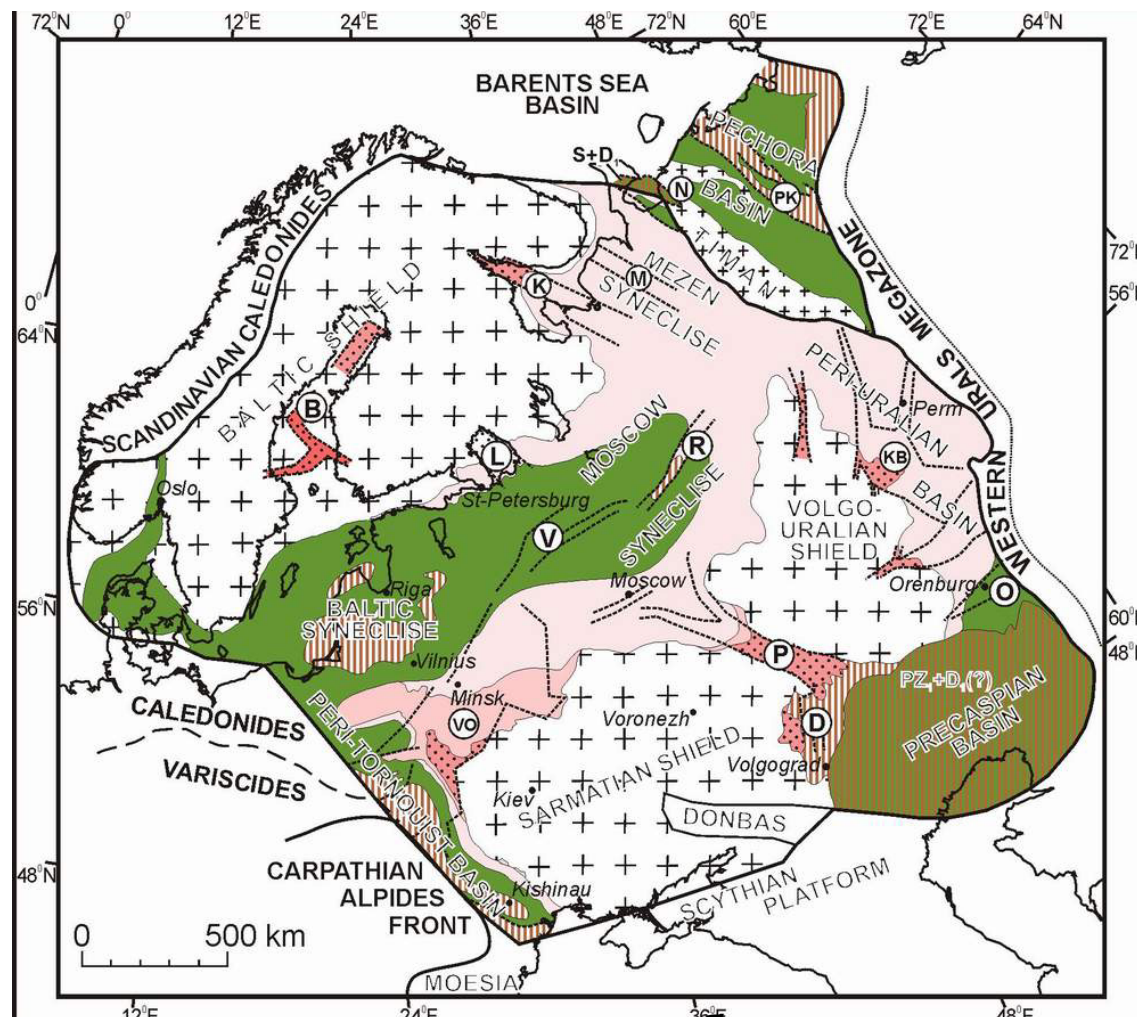 72°N 0° 12°E 24°E 36°E 48°E 72°N 60°E 72°E 64°N
BARENTS SEA
BASIN
PECHORA
BASIN
S+D₁
N
PK
TIMAN
72°N
56°E
SCANDINAVIAN CALEDONIDES
BALTIC SHIELD
K
M
MEZEN
SYNECLISE
0°
64°N
WESTERN URALS MEGAZONE
PERI-URALIAN
BASIN
Perm
B
L
MOSCOW
SYNECLISE
R
KB
Oslo
St-Petersburg
VOLGO-
URALIAN
SHIELD
V
Moscow
Orenburg
O
56°N
60°E
48°N
Riga
BALTIC
SYNECLISE
Vilnius
Minsk
P
PZ₁+D₁(?)
PRECASPIAN
BASIN
VO
Voronezh
D
Volgograd
CALEDONIDES
VARISCIDES
PERI-TORNQUIST BASIN
Kiev
SARMATIAN SHIELD
DONBAS
48°N
CARPATHIAN
ALPIDES
FRONT
Kishinau
SCYTHIAN
PLATFORM
0 500 km
MOESIA
12°E 24°E 36°E 48°E